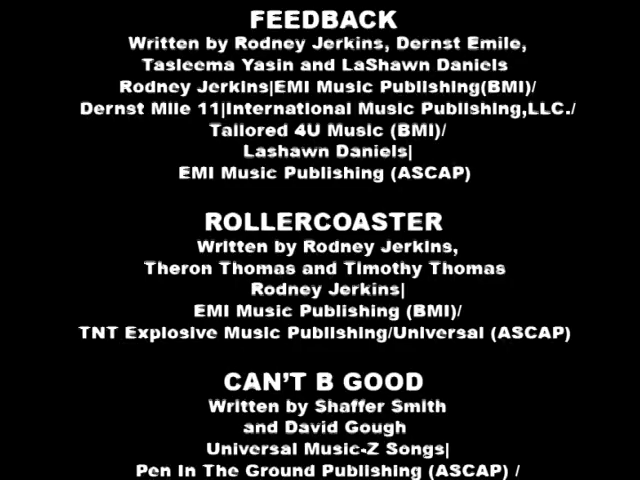 FEEDBACK
Written by Rodney Jerkins, Dernst Emile,
Tasleema Yasin and LaShawn Daniels
Rodney Jerkins|EMI Music Publishing(BMI)/
Dernst Mile 11|International Music Publishing,LLC./
Tailored 4U Music (BMI)/
Lashawn Daniels|
EMI Music Publishing (ASCAP)
ROLLERCOASTER
Written by Rodney Jerkins,
Theron Thomas and Timothy Thomas
Rodney Jerkins|
EMI Music Publishing (BMI)/
TNT Explosive Music Publishing/Universal (ASCAP)
CAN'T B GOOD
Written by Shaffer Smith
and David Gough
Universal Music-Z Songs|
Pen In The Ground Publishing (ASCAP) /